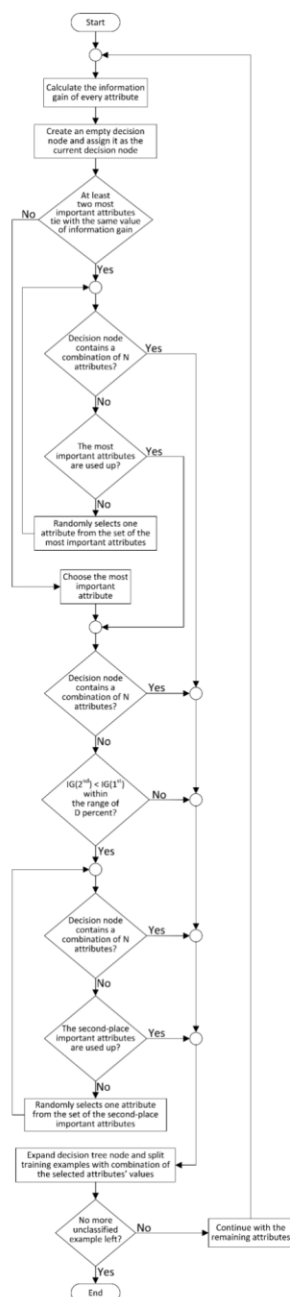 Start
Calculate the information
gain of every attribute
Create an empty decision
node and assign it as the
current decision node
At least
two most
important attributes
tie with the same value
of information gain
No
Yes
Decision node
contains a
combination of N
attributes?
Yes
No
The most
important attributes
are used up?
Yes
No
Randomly selects one
attribute from the set of the
most important attributes
Choose the most
important
attribute
Decision node
contains a
combination of N
attributes?
Yes
No
IG(2nd) < IG(1st)
within
the range of
D percent?
No
Yes
Decision node
contains a
combination of N
attributes?
Yes
No
The second-place
important attributes
are used up?
Yes
No
Randomly selects one attribute
from the set of the second-place
important attributes
Expand decision tree node and split
training examples with combination of
the selected attributes' values
No more
unclassified
example left?
No
Continue with the
remaining attributes
Yes
End